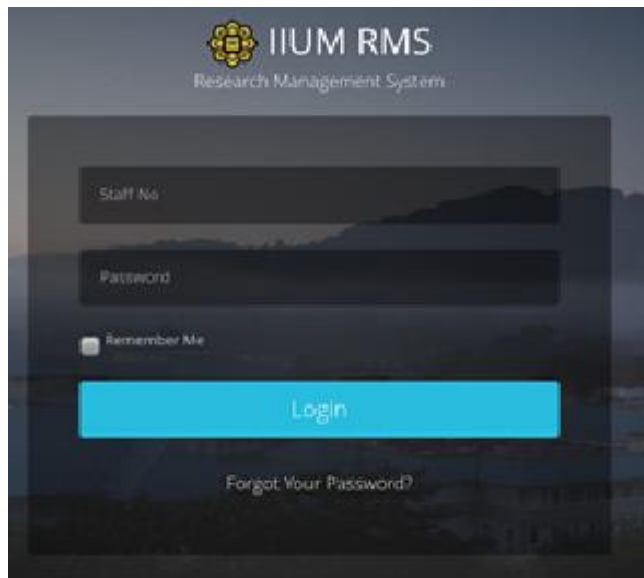 IIUM RMS
Research Management System
Staff No
Password
Remember Me
Login
Forgot Your Password?